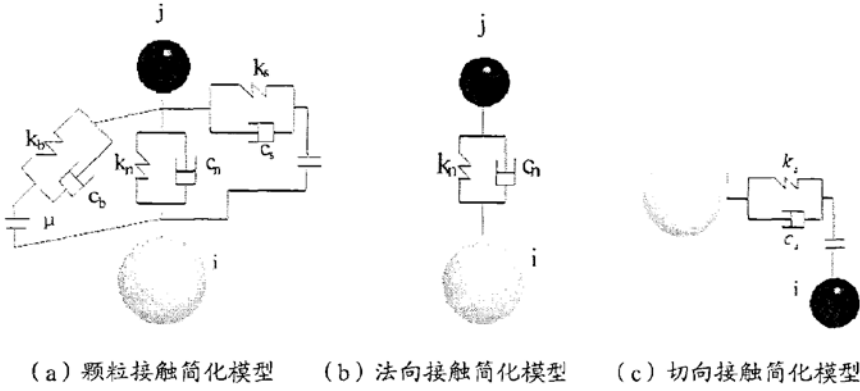 j
k_s
c_s
k_b
c_b
k_n
c_n
μ
i
j
k_n
c_n
i
k_s
c_s
i
(a) 颗粒接触简化模型
(b) 法向接触简化模型
(c) 切向接触简化模型